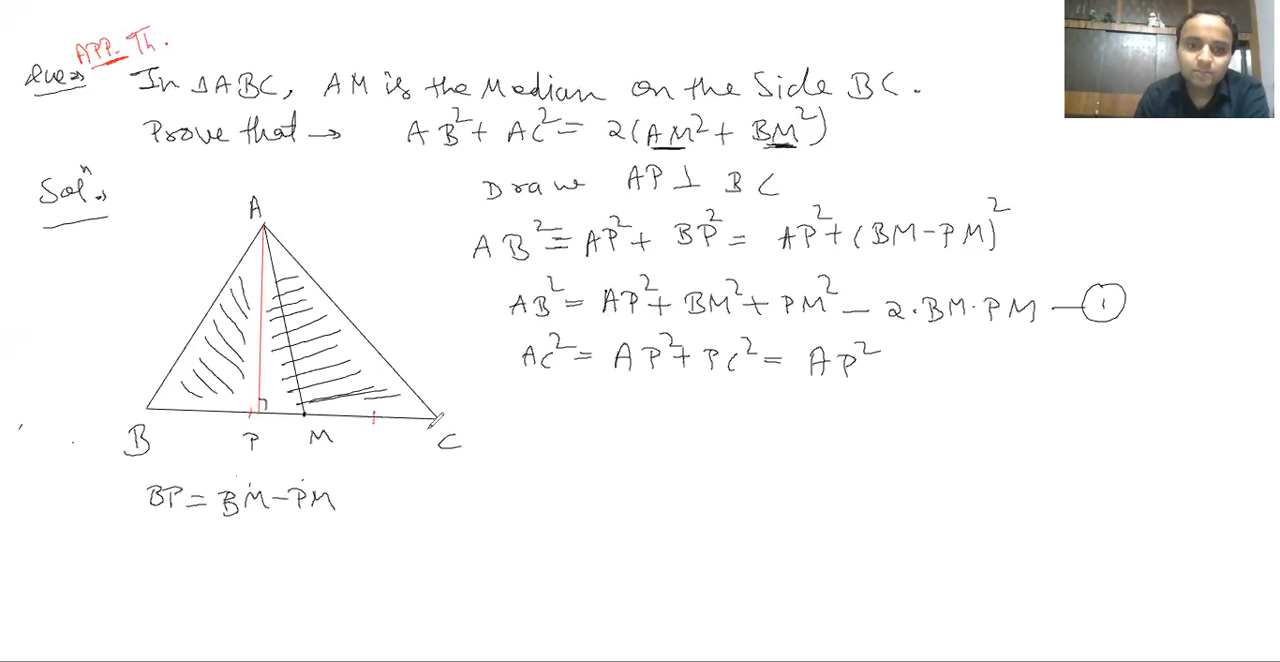 APP. Th.
Que⇒ In △ABC, AM is the Median on the Side BC.
Prove that → AB²+ AC²= 2(AM²+ BM²)
Solⁿ⇒
Draw AP ⊥ BC
AB²= AP²+ BP²= AP²+(BM-PM)²
AB²= AP²+ BM²+ PM²- 2·BM·PM —①
AC²= AP²+PC²= AP²
A
B P M C
BP=BM-PM